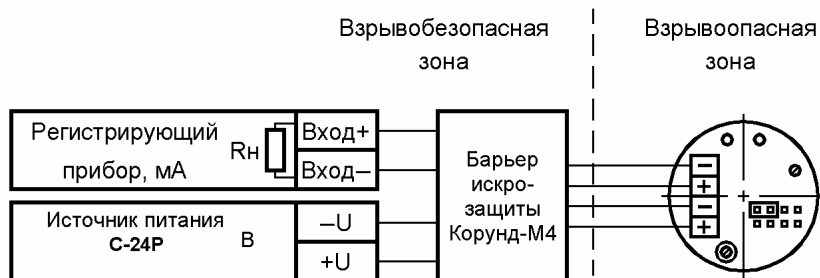 Взрывобезопасная
зона
Взрывоопасная
зона
Регистрирующий
прибор, мА
Rн
Вход+
Вход–
Источник питания
С-24Р
В
–U
+U
Барьер
искро-
защиты
Корунд-М4
–
+
–
+